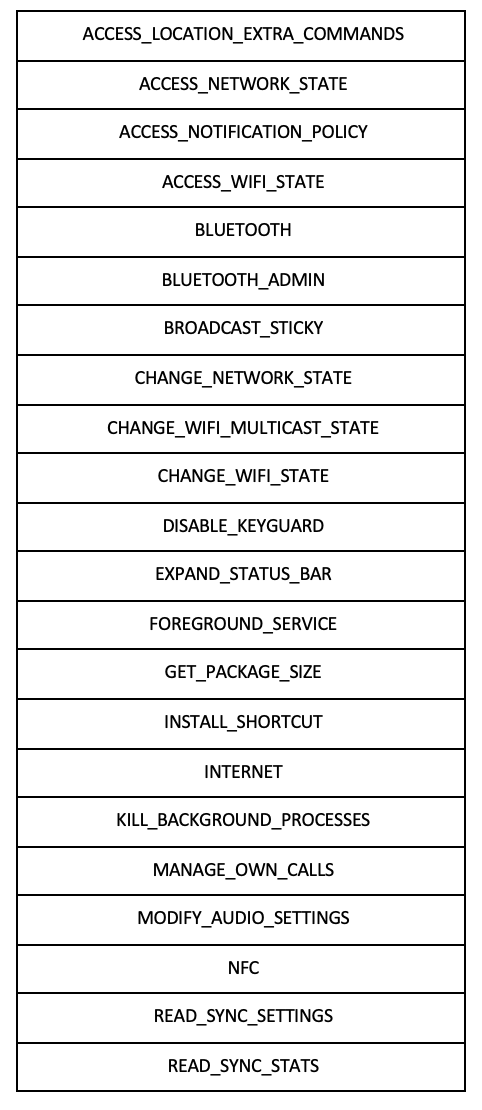 ACCESS_LOCATION_EXTRA_COMMANDS
ACCESS_NETWORK_STATE
ACCESS_NOTIFICATION_POLICY
ACCESS_WIFI_STATE
BLUETOOTH
BLUETOOTH_ADMIN
BROADCAST_STICKY
CHANGE_NETWORK_STATE
CHANGE_WIFI_MULTICAST_STATE
CHANGE_WIFI_STATE
DISABLE_KEYGUARD
EXPAND_STATUS_BAR
FOREGROUND_SERVICE
GET_PACKAGE_SIZE
INSTALL_SHORTCUT
INTERNET
KILL_BACKGROUND_PROCESSES
MANAGE_OWN_CALLS
MODIFY_AUDIO_SETTINGS
NFC
READ_SYNC_SETTINGS
READ_SYNC_STATS